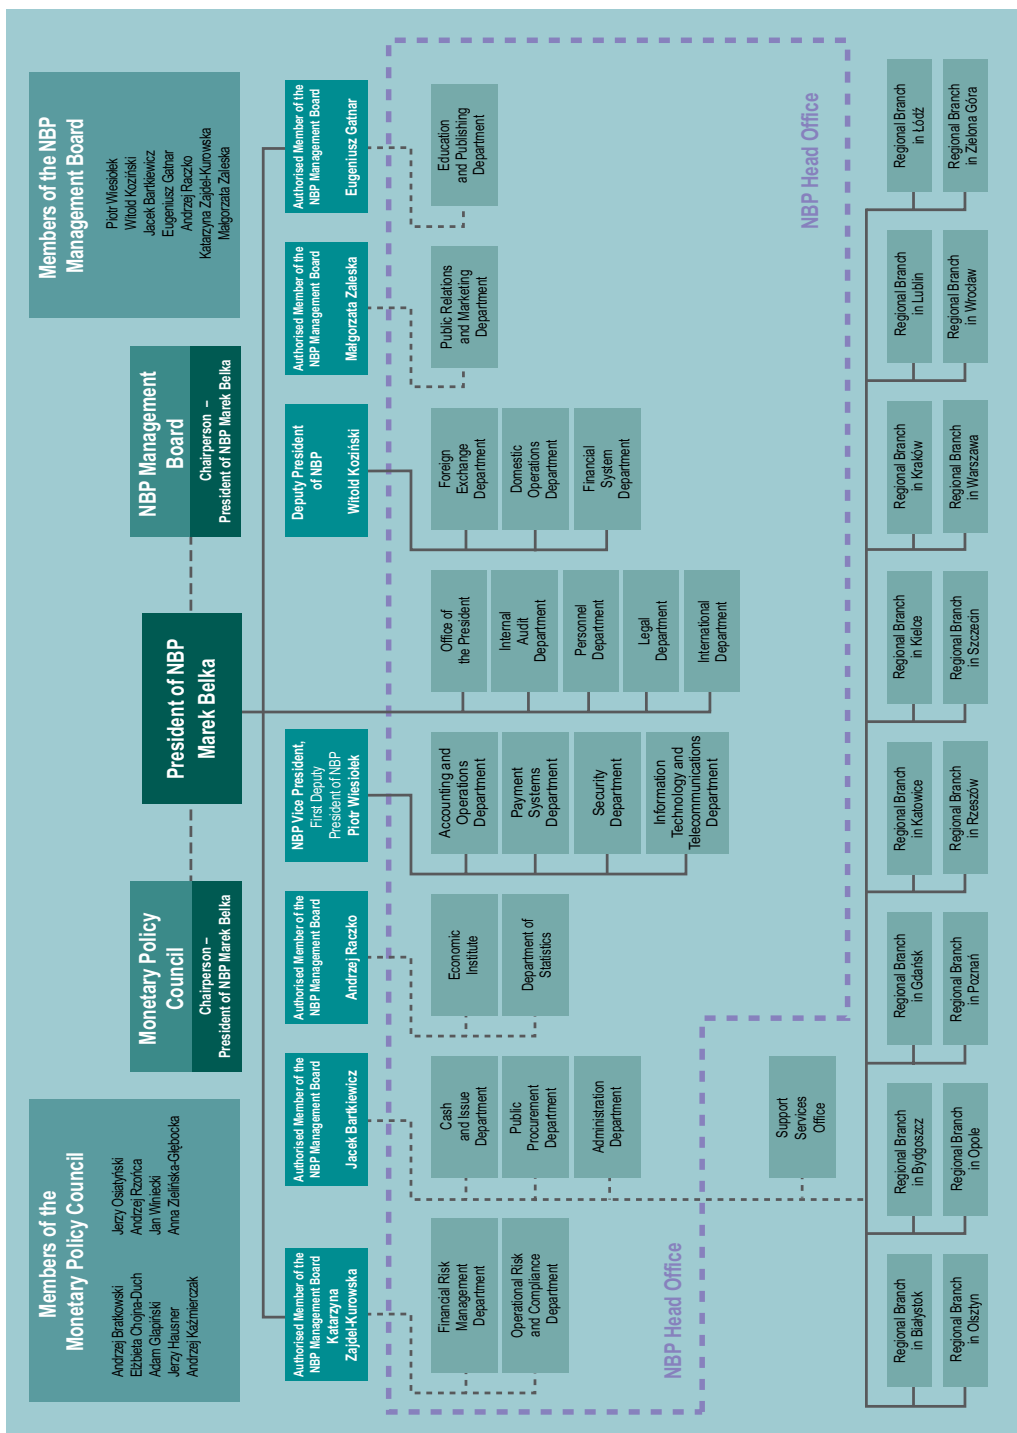 Members of the
Monetary Policy Council
Andrzej Bratkowski
Elżbieta Chojna-Duch
Adam Glapiński
Jerzy Hausner
Andrzej Kaźmierczak
Jerzy Osiatyński
Andrzej Rzońca
Jan Winiecki
Anna Zielińska-Głębocka
Monetary Policy
Council
Chairperson –
President of NBP Marek Belka
President of NBP
Marek Belka
NBP Management
Board
Chairperson –
President of NBP Marek Belka
Members of the NBP
Management Board
Piotr Wiesiołek
Witold Koziński
Jacek Bartkiewicz
Eugeniusz Gatnar
Andrzej Raczko
Katarzyna Zajdel-Kurowska
Małgorzata Zaleska
Authorised Member of the
NBP Management Board
Katarzyna
Zajdel-Kurowska
Authorised Member of the
NBP Management Board
Jacek Bartkiewicz
Authorised Member of the
NBP Management Board
Andrzej Raczko
NBP Vice President,
First Deputy
President of NBP
Piotr Wiesiołek
Deputy President
of NBP
Witold Koziński
Authorised Member of the
NBP Management Board
Małgorzata Zaleska
Authorised Member of the
NBP Management Board
Eugeniusz Gatnar
Financial Risk
Management
Department
Operational Risk
and Compliance
Department
Cash
and Issue
Department
Public
Procurement
Department
Administration
Department
Economic
Institute
Department of
Statistics
Accounting and
Operations
Department
Payment
Systems
Department
Security
Department
Information
Technology and
Telecommunications
Department
Office of
the President
Internal
Audit
Department
Personnel
Department
Legal
Department
International
Department
Foreign
Exchange
Department
Domestic
Operations
Department
Financial
System
Department
Public Relations
and Marketing
Department
Education
and Publishing
Department
NBP Head Office
NBP Head Office
Support
Services
Office
Regional Branch
in Białystok
Regional Branch
in Bydgoszcz
Regional Branch
in Gdańsk
Regional Branch
in Katowice
Regional Branch
in Kielce
Regional Branch
in Kraków
Regional Branch
in Lublin
Regional Branch
in Łódź
Regional Branch
in Olsztyn
Regional Branch
in Opole
Regional Branch
in Poznań
Regional Branch
in Rzeszów
Regional Branch
in Szczecin
Regional Branch
in Warszawa
Regional Branch
in Wrocław
Regional Branch
in Zielona Góra